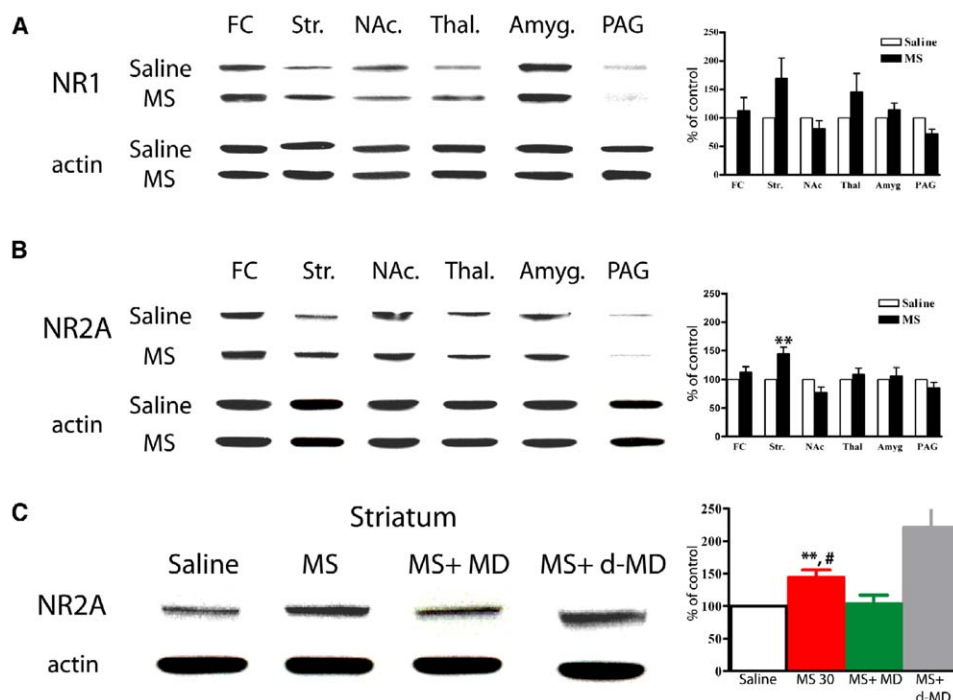 A
FC Str. NAc. Thal. Amyg. PAG
NR1
Saline
MS
actin
Saline
MS
Saline
MS
% of control
250
200
150
100
50
0
FC Str. NAc Thal Amyg PAG
B
FC Str. NAc. Thal. Amyg. PAG
NR2A
Saline
MS
actin
Saline
MS
Saline
MS
% of control
250
200
150
100
50
0
**
FC Str. NAc Thal Amyg PAG
C
Striatum
Saline MS MS+ MD MS+ d-MD
NR2A
actin
% of control
250
200
150
100
50
0
**, #
Saline MS 30 MS+ MD MS+
d-MD